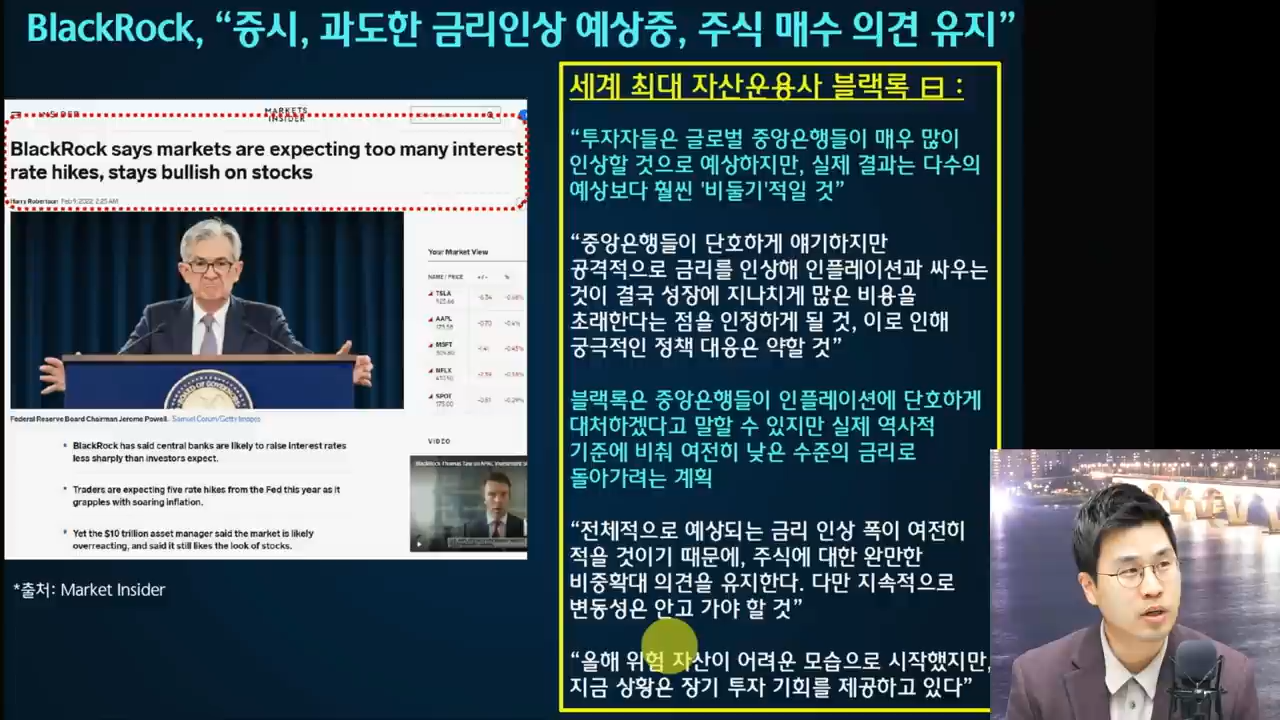 BlackRock, “증시, 과도한 금리인상 예상중, 주식 매수 의견 유지”
MARKETS
INSIDER
BlackRock says markets are expecting too many interest
rate hikes, stays bullish on stocks
Harry Robertson Feb 9, 2022, 2:25 AM
Your Market View
NAME / PRICE +/- %
TSLA
AAPL
MSFT
NFLX
SPOT
Federal Reserve Board Chairman Jerome Powell. Samuel Corum/Getty Images
VIDEO
BlackRock has said central banks are likely to raise interest rates
less sharply than investors expect.
Traders are expecting five rate hikes from the Fed this year as it
grapples with soaring inflation.
Yet the $10 trillion asset manager said the market is likely
overreacting, and said it still likes the look of stocks.
*출처: Market Insider
세계 최대 자산운용사 블랙록 曰 :
“투자자들은 글로벌 중앙은행들이 매우 많이
인상할 것으로 예상하지만, 실제 결과는 다수의
예상보다 훨씬 '비둘기'적일 것”
“중앙은행들이 단호하게 얘기하지만
공격적으로 금리를 인상해 인플레이션과 싸우는
것이 결국 성장에 지나치게 많은 비용을
초래한다는 점을 인정하게 될 것, 이로 인해
궁극적인 정책 대응은 약할 것”
블랙록은 중앙은행들이 인플레이션에 단호하게
대처하겠다고 말할 수 있지만 실제 역사적
기준에 비춰 여전히 낮은 수준의 금리로
돌아가려는 계획
“전체적으로 예상되는 금리 인상 폭이 여전히
적을 것이기 때문에, 주식에 대한 완만한
비중확대 의견을 유지한다. 다만 지속적으로
변동성은 안고 가야 할 것”
“올해 위험 자산이 어려운 모습으로 시작했지만,
지금 상황은 장기 투자 기회를 제공하고 있다”